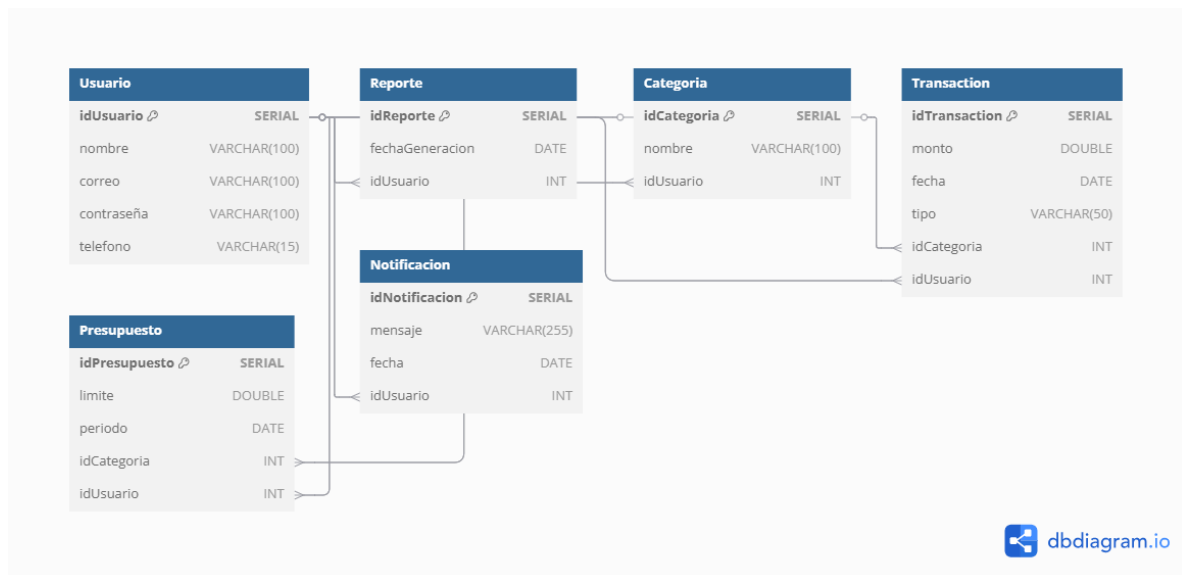 Usuario
idUsuario SERIAL
nombre VARCHAR(100)
correo VARCHAR(100)
contraseña VARCHAR(100)
telefono VARCHAR(15)
Reporte
idReporte SERIAL
fechaGeneracion DATE
idUsuario INT
Categoria
idCategoria SERIAL
nombre VARCHAR(100)
idUsuario INT
Transaction
idTransaction SERIAL
monto DOUBLE
fecha DATE
tipo VARCHAR(50)
idCategoria INT
idUsuario INT
Notificacion
idNotificacion SERIAL
mensaje VARCHAR(255)
fecha DATE
idUsuario INT
Presupuesto
idPresupuesto SERIAL
limite DOUBLE
periodo DATE
idCategoria INT
idUsuario INT
dbdiagram.io